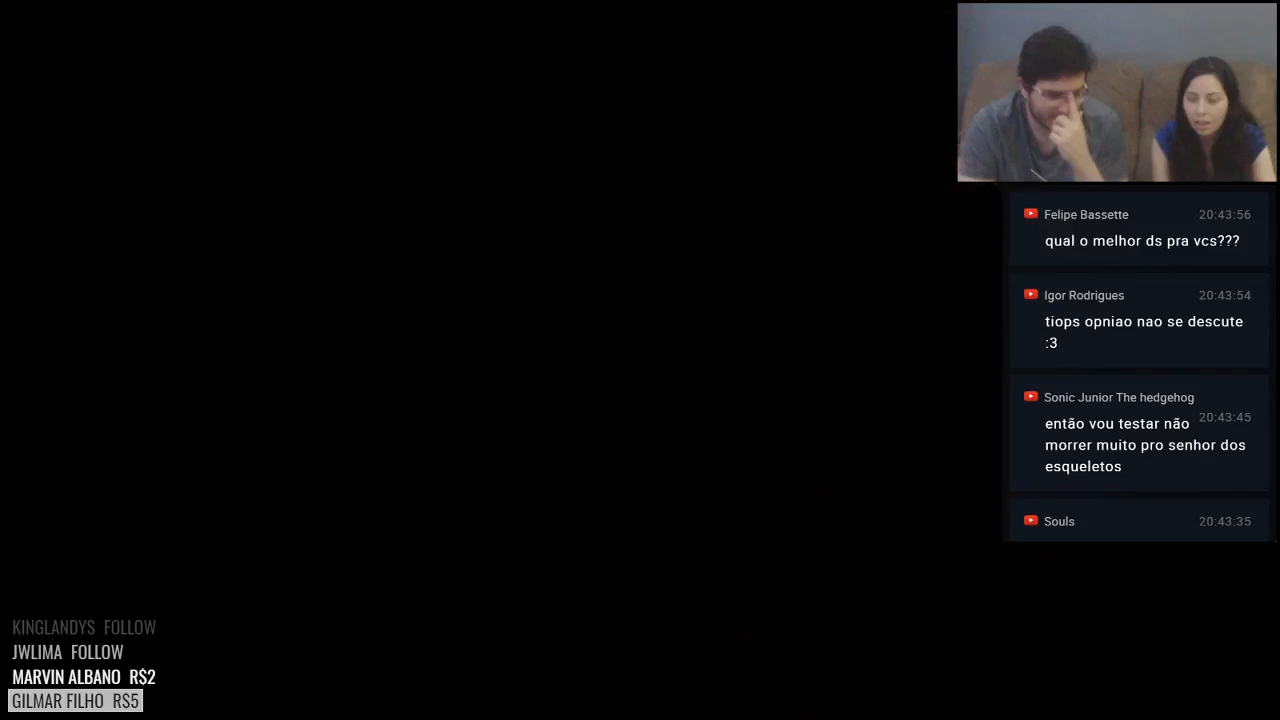 Felipe Bassette 20:43:56
qual o melhor ds pra vcs???
Igor Rodrigues 20:43:54
tiops opniao nao se descute
:3
Sonic Junior The hedgehog
20:43:45
então vou testar não
morrer muito pro senhor dos
esqueletos
Souls 20:43:35
KINGLANDYS FOLLOW
JWLIMA FOLLOW
MARVIN ALBANO R$2
GILMAR FILHO R$5